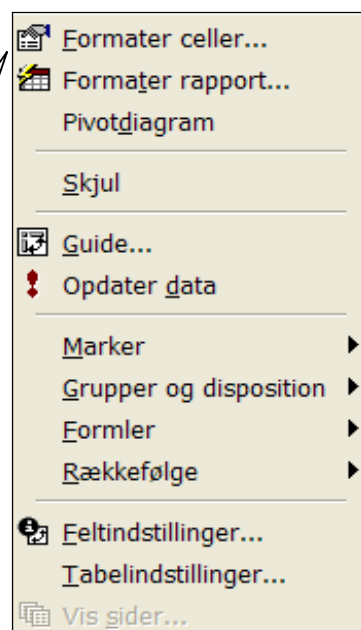 Formater celler...
Formater rapport...
Pivotdiagram
Skjul
Guide...
Opdater data
Marker
Grupper og disposition
Formler
Rækkefølge
Feltindstillinger...
Tabelindstillinger...
Vis sider...